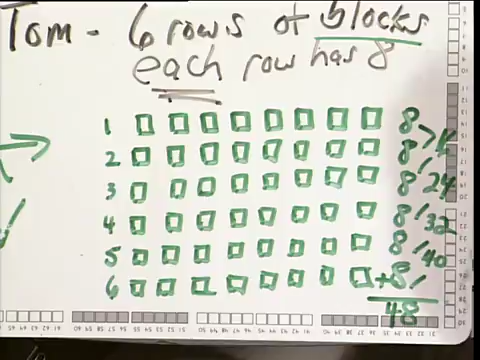 Tom - 6 rows of blocks
each row has 8
1 8
2 8
3 8 24
4 8 32
5 8 40
6 +8
48